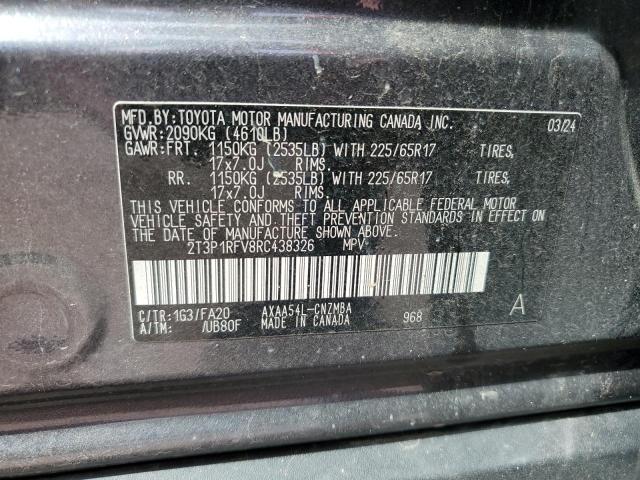 MFD.BY:TOYOTA MOTOR MANUFACTURING CANADA INC. 03/24
GVWR:2090KG (4610LB)
GAWR:FRT. 1150KG (2535LB) WITH 225/65R17 TIRES,
17x7.0J RIMS.
RR. 1150KG (2535LB) WITH 225/65R17 TIRES,
17x7.0J RIMS.
THIS VEHICLE CONFORMS TO ALL APPLICABLE FEDERAL MOTOR
VEHICLE SAFETY AND THEFT PREVENTION STANDARDS IN EFFECT ON
THE DATE OF MANUFACTURE SHOWN ABOVE.
2T3P1RFV8RC438326 MPV
C/TR:1G3/FA20 AXAA54L-CNZMBA 968 A
A/TM: /UB80F MADE IN CANADA